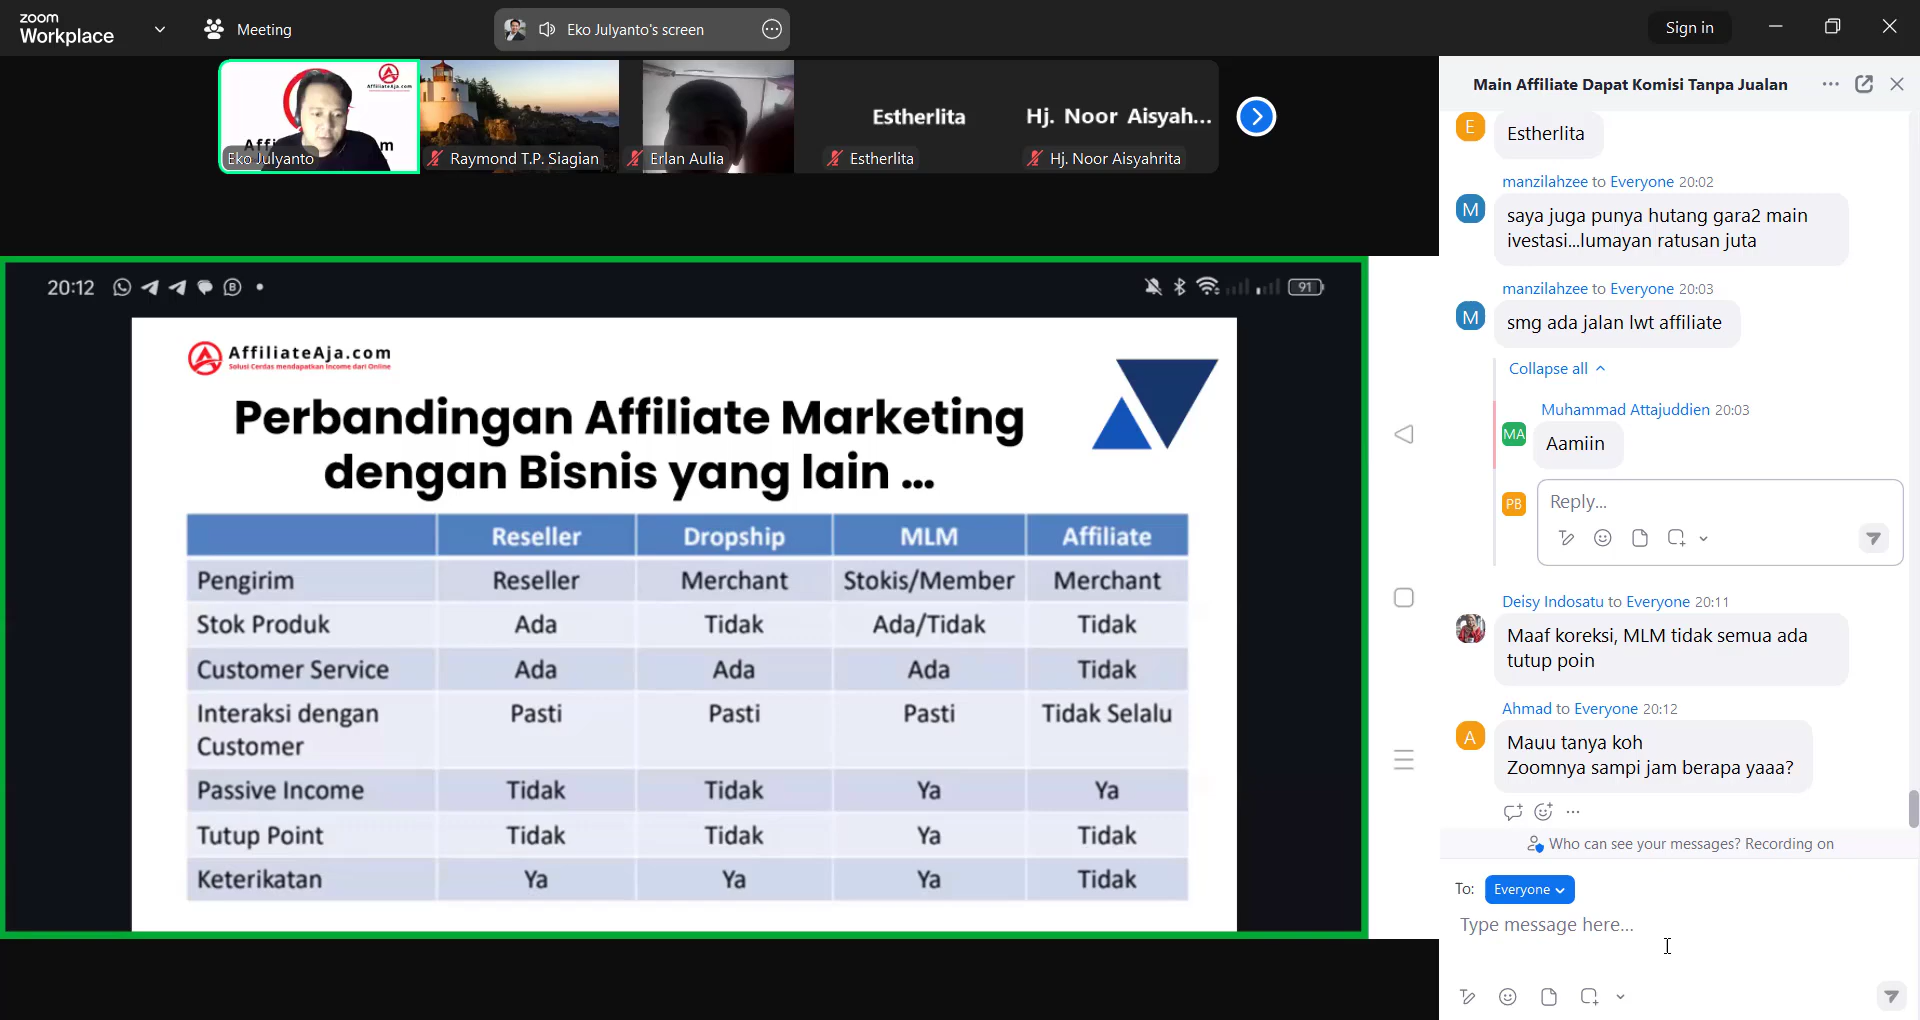 zoom
Workplace
Meeting
Eko Julyanto's screen
Sign in
AffiliateAja.com
Affi
m
Eko Julyanto
Raymond T.P. Siagian
Erlan Aulia
Estherlita
Estherlita
Hj. Noor Aisyah...
Hj. Noor Aisyahrita
20:12
91
AffiliateAja.com
Solusi Cerdas mendapatkan Income dari Online
Perbandingan Affiliate Marketing
dengan Bisnis yang lain ...
Reseller Dropship MLM Affiliate
Pengirim Reseller Merchant Stokis/Member Merchant
Stok Produk Ada Tidak Ada/Tidak Tidak
Customer Service Ada Ada Ada Tidak
Interaksi dengan Pasti Pasti Pasti Tidak Selalu
Customer
Passive Income Tidak Tidak Ya Ya
Tutup Point Tidak Tidak Ya Tidak
Keterikatan Ya Ya Ya Tidak
Main Affiliate Dapat Komisi Tanpa Jualan
E
Estherlita
manzilahzee to Everyone 20:02
M
saya juga punya hutang gara2 main
ivestasi...lumayan ratusan juta
manzilahzee to Everyone 20:03
M
smg ada jalan lwt affiliate
Collapse all
Muhammad Attajuddien 20:03
MA
Aamiin
PB
Reply...
Deisy Indosatu to Everyone 20:11
Maaf koreksi, MLM tidak semua ada
tutup poin
Ahmad to Everyone 20:12
A
Mauu tanya koh
Zoomnya sampi jam berapa yaaa?
Who can see your messages? Recording on
To: Everyone
Type message here...